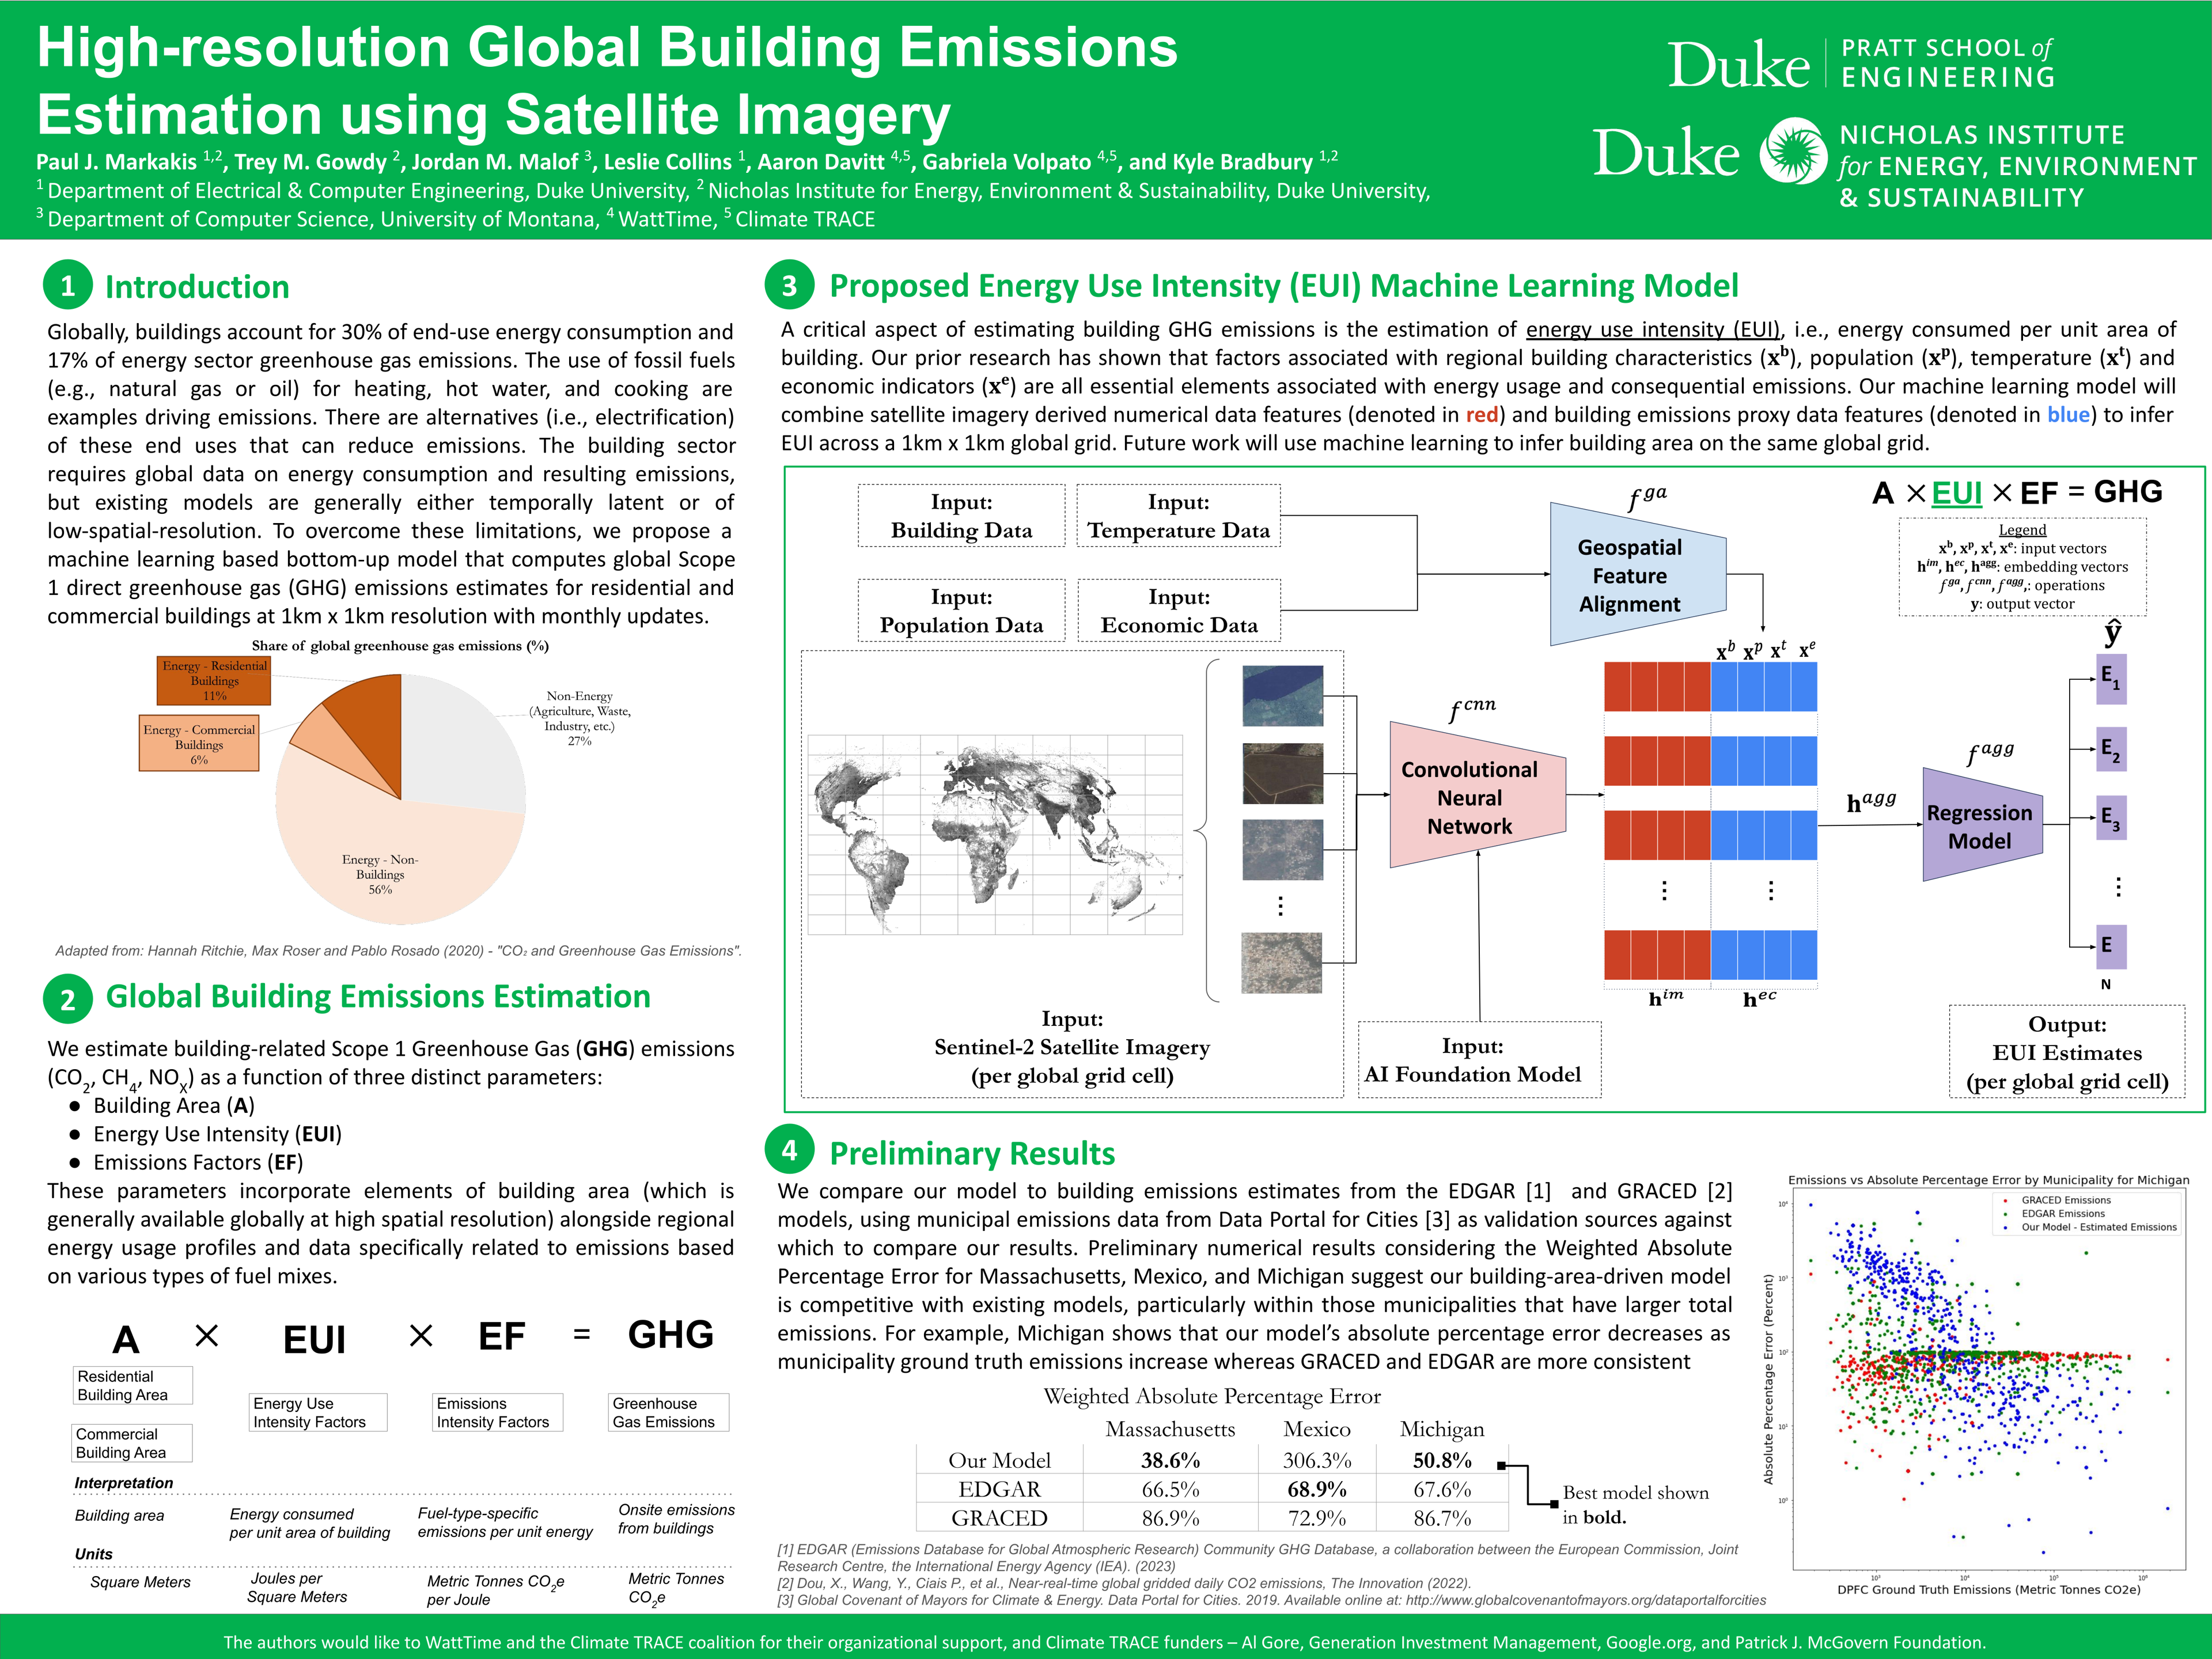 High-resolution Global Building Emissions
Estimation using Satellite Imagery
Paul J. Markakis 1,2, Trey M. Gowdy 2, Jordan M. Malof 3, Leslie Collins 1, Aaron Davitt 4,5, Gabriela Volpato 4,5, and Kyle Bradbury 1,2
1 Department of Electrical & Computer Engineering, Duke University, 2 Nicholas Institute for Energy, Environment & Sustainability, Duke University,
3 Department of Computer Science, University of Montana, 4 WattTime, 5 Climate TRACE
Duke
PRATT SCHOOL of
ENGINEERING
Duke
NICHOLAS INSTITUTE
for ENERGY, ENVIRONMENT
& SUSTAINABILITY
1 Introduction
Globally, buildings account for 30% of end-use energy consumption and
17% of energy sector greenhouse gas emissions. The use of fossil fuels
(e.g., natural gas or oil) for heating, hot water, and cooking are
examples driving emissions. There are alternatives (i.e., electrification)
of these end uses that can reduce emissions. The building sector
requires global data on energy consumption and resulting emissions,
but existing models are generally either temporally latent or of
low-spatial-resolution. To overcome these limitations, we propose a
machine learning based bottom-up model that computes global Scope
1 direct greenhouse gas (GHG) emissions estimates for residential and
commercial buildings at 1km x 1km resolution with monthly updates.
Share of global greenhouse gas emissions (%)
Energy - Residential
Buildings
11%
Energy - Commercial
Buildings
6%
Non-Energy
(Agriculture, Waste,
Industry, etc.)
27%
Energy - Non-
Buildings
56%
Adapted from: Hannah Ritchie, Max Roser and Pablo Rosado (2020) - "CO₂ and Greenhouse Gas Emissions".
2 Global Building Emissions Estimation
We estimate building-related Scope 1 Greenhouse Gas (GHG) emissions
(CO2, CH4, NOX) as a function of three distinct parameters:
● Building Area (A)
● Energy Use Intensity (EUI)
● Emissions Factors (EF)
These parameters incorporate elements of building area (which is
generally available globally at high spatial resolution) alongside regional
energy usage profiles and data specifically related to emissions based
on various types of fuel mixes.
A × EUI × EF = GHG
Residential
Building Area
Commercial
Building Area
Energy Use
Intensity Factors
Emissions
Intensity Factors
Greenhouse
Gas Emissions
Interpretation
Building area
Energy consumed
per unit area of building
Fuel-type-specific
emissions per unit energy
Onsite emissions
from buildings
Units
Square Meters
Joules per
Square Meters
Metric Tonnes CO2e
per Joule
Metric Tonnes
CO2e
3 Proposed Energy Use Intensity (EUI) Machine Learning Model
A critical aspect of estimating building GHG emissions is the estimation of energy use intensity (EUI), i.e., energy consumed per unit area of
building. Our prior research has shown that factors associated with regional building characteristics (x^b), population (x^p), temperature (x^t) and
economic indicators (x^e) are all essential elements associated with energy usage and consequential emissions. Our machine learning model will
combine satellite imagery derived numerical data features (denoted in red) and building emissions proxy data features (denoted in blue) to infer
EUI across a 1km x 1km global grid. Future work will use machine learning to infer building area on the same global grid.
Input:
Building Data
Input:
Temperature Data
Input:
Population Data
Input:
Economic Data
f^ga
Geospatial
Feature
Alignment
A × EUI × EF = GHG
Legend
x^b, x^p, x^t, x^e: input vectors
h^im, h^ec, h^agg: embedding vectors
f^ga, f^cnn, f^agg,: operations
y: output vector
x^b x^p x^t x^e
f^cnn
Convolutional
Neural
Network
h^agg
f^agg
Regression
Model
ŷ
E1
E2
E3
⋮
E
N
h^im h^ec
Input:
Sentinel-2 Satellite Imagery
(per global grid cell)
Input:
AI Foundation Model
Output:
EUI Estimates
(per global grid cell)
4 Preliminary Results
We compare our model to building emissions estimates from the EDGAR [1] and GRACED [2]
models, using municipal emissions data from Data Portal for Cities [3] as validation sources against
which to compare our results. Preliminary numerical results considering the Weighted Absolute
Percentage Error for Massachusetts, Mexico, and Michigan suggest our building-area-driven model
is competitive with existing models, particularly within those municipalities that have larger total
emissions. For example, Michigan shows that our model’s absolute percentage error decreases as
municipality ground truth emissions increase whereas GRACED and EDGAR are more consistent
Weighted Absolute Percentage Error
Massachusetts Mexico Michigan
Our Model 38.6% 306.3% 50.8%
EDGAR 66.5% 68.9% 67.6%
GRACED 86.9% 72.9% 86.7%
Best model shown
in bold.
[1] EDGAR (Emissions Database for Global Atmospheric Research) Community GHG Database, a collaboration between the European Commission, Joint
Research Centre, the International Energy Agency (IEA). (2023)
[2] Dou, X., Wang, Y., Ciais P., et al., Near-real-time global gridded daily CO2 emissions, The Innovation (2022).
[3] Global Covenant of Mayors for Climate & Energy. Data Portal for Cities. 2019. Available online at: http://www.globalcovenantofmayors.org/dataportalforcities
Emissions vs Absolute Percentage Error by Municipality for Michigan
GRACED Emissions
EDGAR Emissions
Our Model - Estimated Emissions
Absolute Percentage Error (Percent)
10^4
10^3
10^2
10^1
10^0
10^3 10^4 10^5 10^6
DPFC Ground Truth Emissions (Metric Tonnes CO2e)
The authors would like to WattTime and the Climate TRACE coalition for their organizational support, and Climate TRACE funders – Al Gore, Generation Investment Management, Google.org, and Patrick J. McGovern Foundation.